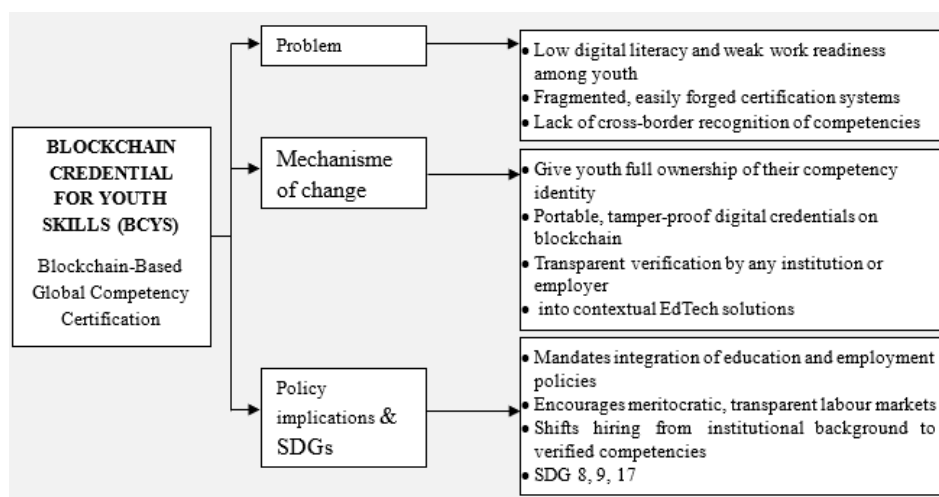 BLOCKCHAIN
CREDENTIAL
FOR YOUTH
SKILLS (BCYS)
Blockchain-Based
Global Competency
Certification
Problem
• Low digital literacy and weak work readiness
among youth
• Fragmented, easily forged certification systems
• Lack of cross-border recognition of competencies
Mechanisme
of change
• Give youth full ownership of their competency
identity
• Portable, tamper-proof digital credentials on
blockchain
• Transparent verification by any institution or
employer
• into contextual EdTech solutions
Policy
implications &
SDGs
• Mandates integration of education and employment
policies
• Encourages meritocratic, transparent labour markets
• Shifts hiring from institutional background to
verified competencies
• SDG 8, 9, 17